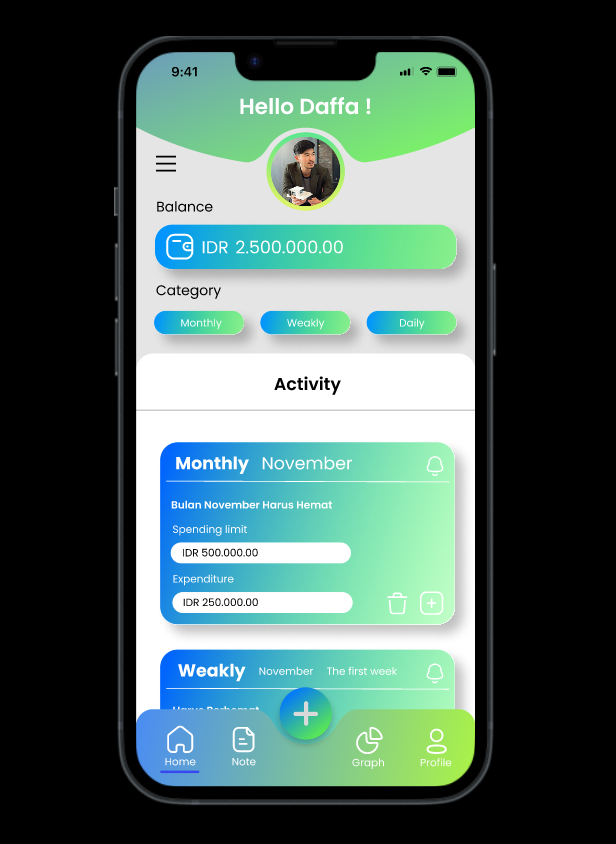 9:41
Hello Daffa !
Balance
IDR 2.500.000.00
Category
Monthly Weakly Daily
Activity
Monthly November
Bulan November Harus Hemat
Spending limit
IDR 500.000.00
Expenditure
IDR 250.000.00
Weakly November The first week
Harus Berhemat
Home Note Graph Profile